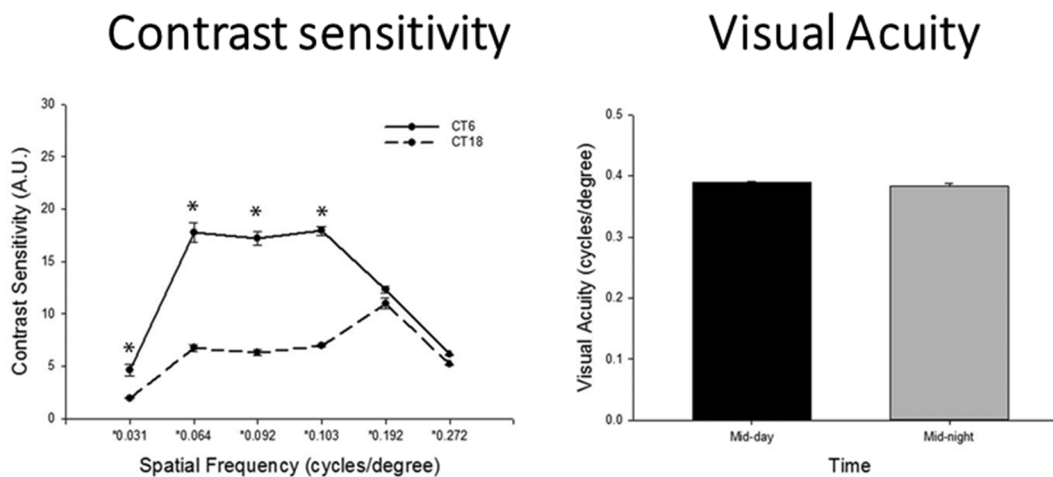 Contrast sensitivity
Visual Acuity
30
25
20
15
10
5
0
Contrast Sensitivity (A.U.)
CT6
CT18
*
*
*
*
*0.031
*0.064
*0.092
*0.103
*0.192
*0.272
Spatial Frequency (cycles/degree)
0.5
0.4
0.3
0.2
0.1
0.0
Visual Acuity (cycles/degree)
Mid-day
Mid-night
Time